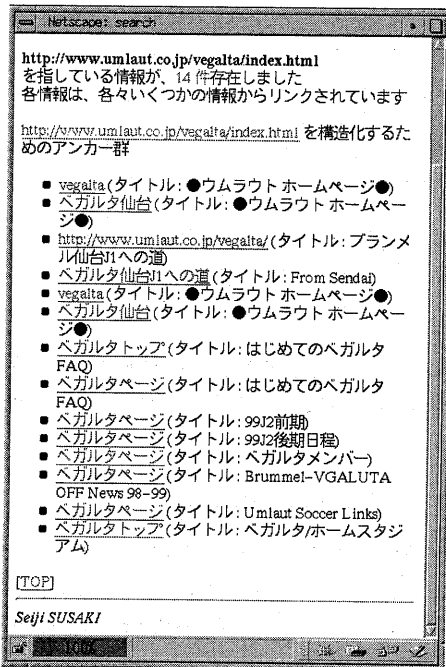 Netscape: search
http://www.umlaut.co.jp/vegalta/index.html
を指している情報が、14 件存在しました
各情報は、各々いくつかの情報からリンクされています
http://www.umlaut.co.jp/vegalta/index.html を構造化するた
めのアンカー群
■ vegalta (タイトル : ●ウムラウト ホームページ●)
■ ベガルタ仙台 (タイトル : ●ウムラウト ホームペー
ジ●)
■ http://www.umlaut.co.jp/vegalta/ (タイトル : ブランメ
ル仙台J1への道)
■ ベガルタ仙台J1への道 (タイトル : From Sendai)
■ vegalta (タイトル : ●ウムラウト ホームページ●)
■ ベガルタ仙台 (タイトル : ●ウムラウト ホームペー
ジ●)
■ ベガルタトップ (タイトル : はじめてのベガルタ
FAQ)
■ ベガルタページ (タイトル : はじめてのベガルタ
FAQ)
■ ベガルタページ (タイトル : 99J2前期)
■ ベガルタページ (タイトル : 99J2後期日程)
■ ベガルタページ (タイトル : ベガルタメンバー)
■ ベガルタページ (タイトル : Brummel-VGALUTA
OFF News 98-99)
■ ベガルタページ (タイトル : Umlaut Soccer Links)
■ ベガルタトップ (タイトル : ベガルタ/ホームスタジ
アム)
[TOP]
Seiji SUSAKI
100%